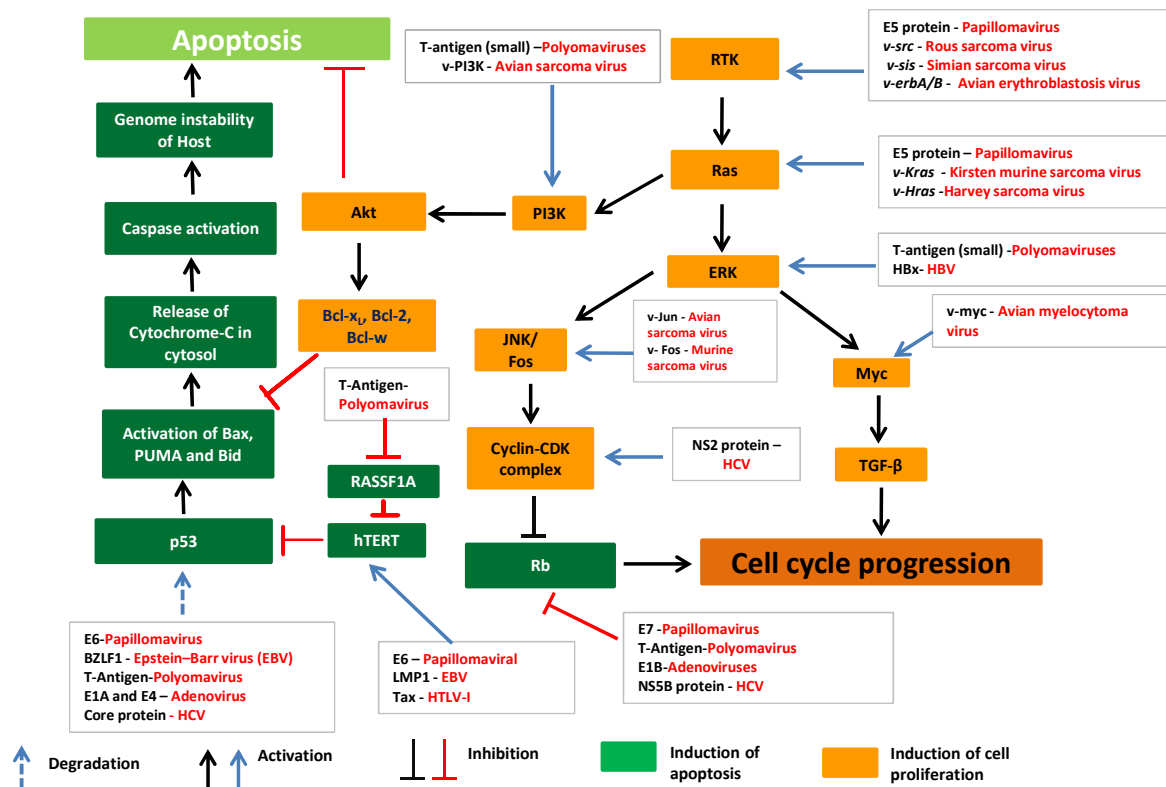 Apoptosis
T-antigen (small) –Polyomaviruses
v-PI3K - Avian sarcoma virus
RTK
E5 protein - Papillomavirus
v-src - Rous sarcoma virus
v-sis - Simian sarcoma virus
v-erbA/B - Avian erythroblastosis virus
Genome instability
of Host
Ras
E5 protein – Papillomavirus
v-Kras - Kirsten murine sarcoma virus
v-Hras -Harvey sarcoma virus
Caspase activation
Akt
PI3K
ERK
T-antigen (small) -Polyomaviruses
HBx- HBV
Release of
Cytochrome-C in
cytosol
Bcl-xL, Bcl-2,
Bcl-w
JNK/
Fos
v-Jun - Avian
sarcoma virus
v- Fos - Murine
sarcoma virus
v-myc - Avian myelocytoma
virus
Myc
T-Antigen-
Polyomavirus
Activation of Bax,
PUMA and Bid
Cyclin-CDK
complex
NS2 protein –
HCV
TGF-β
RASSF1A
p53
hTERT
Rb
Cell cycle progression
E6-Papillomavirus
BZLF1 - Epstein–Barr virus (EBV)
T-Antigen-Polyomavirus
E1A and E4 – Adenovirus
Core protein - HCV
E6 – Papillomaviral
LMP1 - EBV
Tax - HTLV-I
E7 -Papillomavirus
T-Antigen-Polyomavirus
E1B-Adenoviruses
NS5B protein - HCV
Degradation
Activation
Inhibition
Induction of
apoptosis
Induction of cell
proliferation